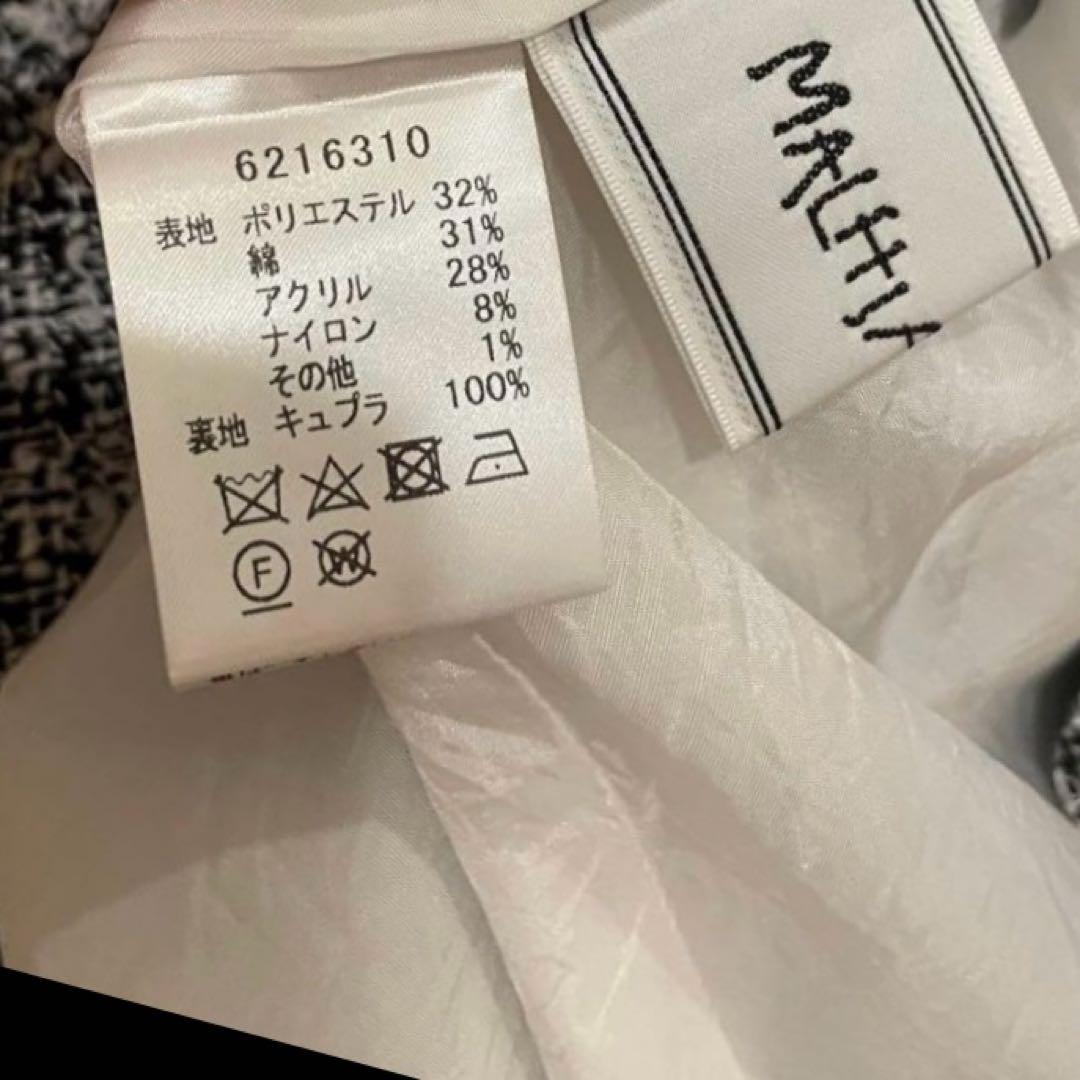 6216310
表地 ポリエステル 32%
綿 31%
アクリル 28%
ナイロン 8%
その他 1%
裏地 キュプラ 100%
F
W